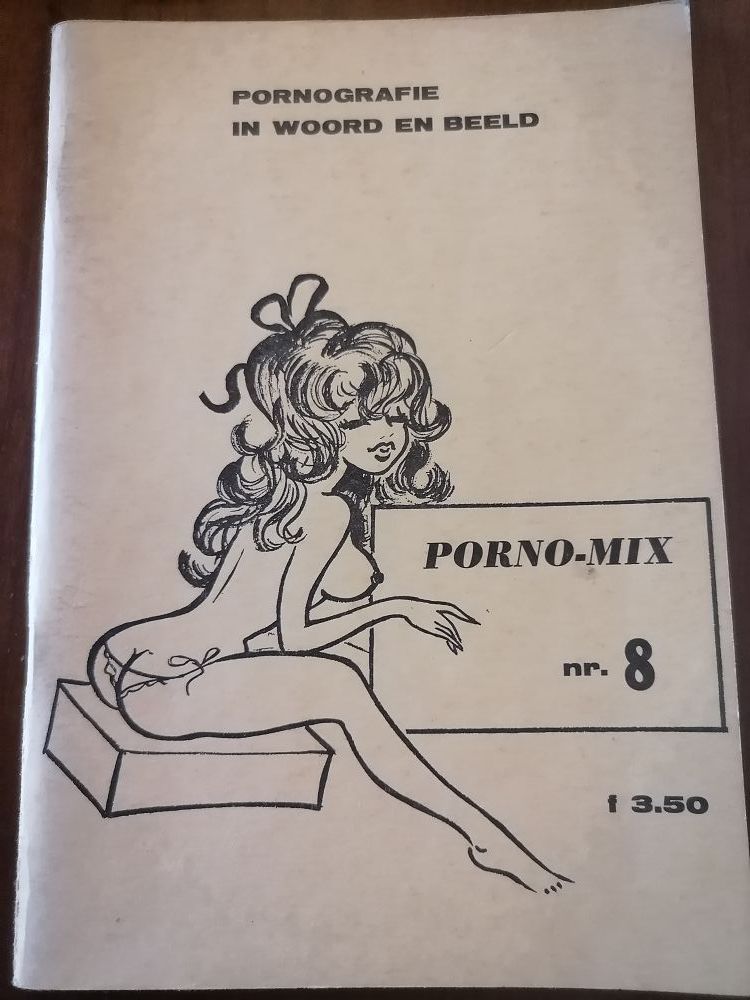 PORNOGRAFIE
IN WOORD EN BEELD
PORNO-MIX
nr. 8
f 3.50